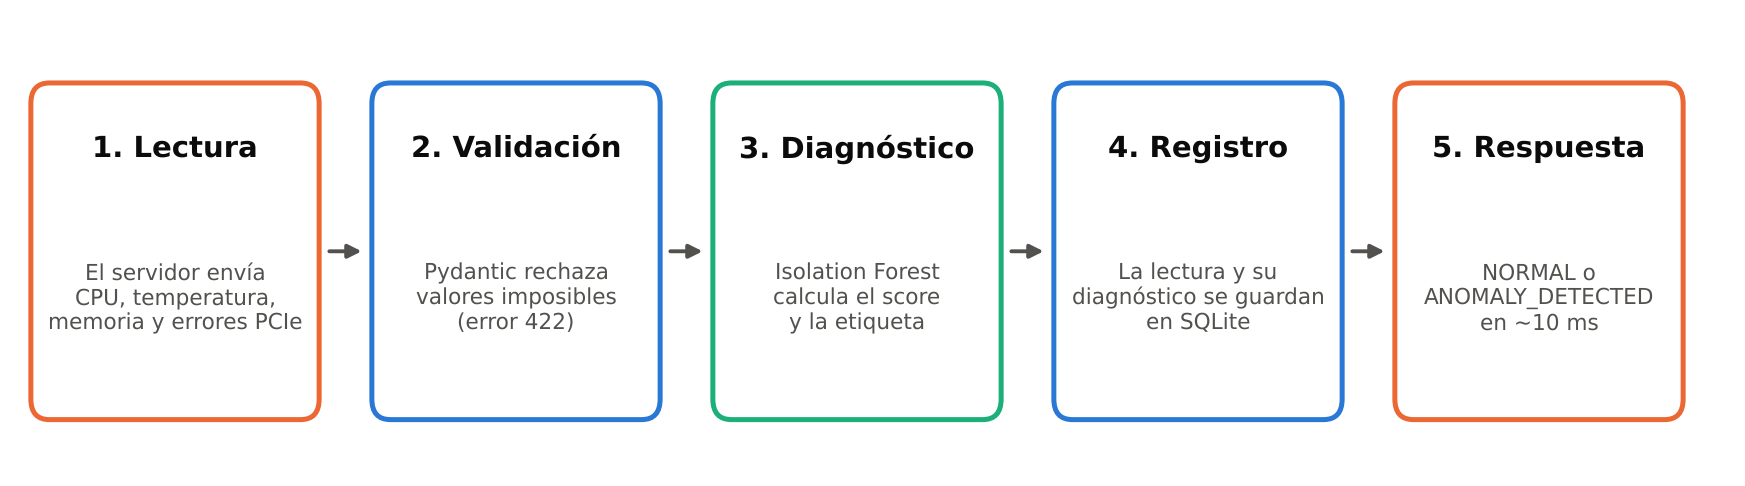 1. Lectura
El servidor envía
CPU, temperatura,
memoria y errores PCIe
2. Validación
Pydantic rechaza
valores imposibles
(error 422)
3. Diagnóstico
Isolation Forest
calcula el score
y la etiqueta
4. Registro
La lectura y su
diagnóstico se guardan
en SQLite
5. Respuesta
NORMAL o
ANOMALY_DETECTED
en ~10 ms